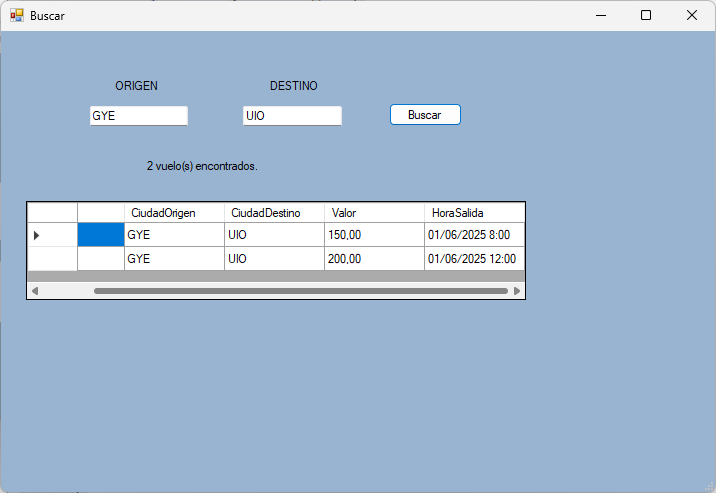 Buscar
ORIGEN DESTINO
GYE UIO Buscar
2 vuelo(s) encontrados.
CiudadOrigen CiudadDestino Valor HoraSalida
GYE UIO 150,00 01/06/2025 8:00
GYE UIO 200,00 01/06/2025 12:00